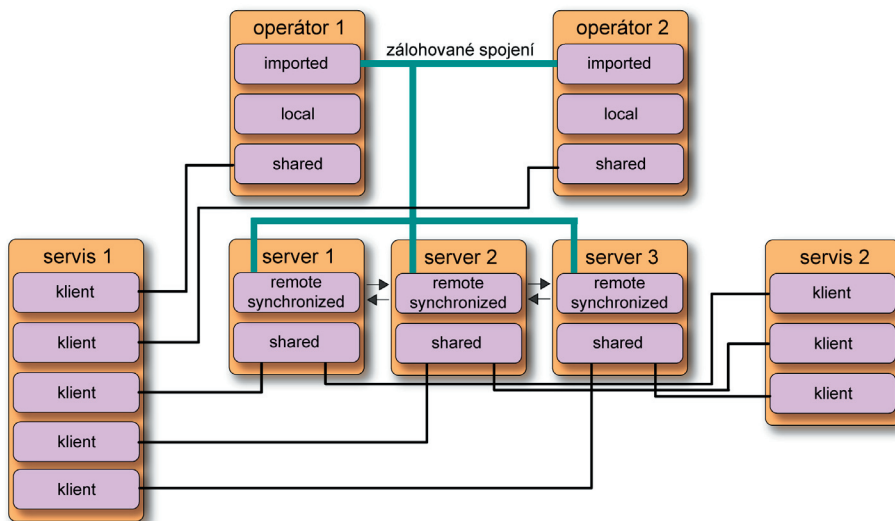 operátor 1
imported
local
shared
zálohované spojení
operátor 2
imported
local
shared
servis 1
klient
klient
klient
klient
klient
server 1
remote
synchronized
shared
server 2
remote
synchronized
shared
server 3
remote
synchronized
shared
servis 2
klient
klient
klient